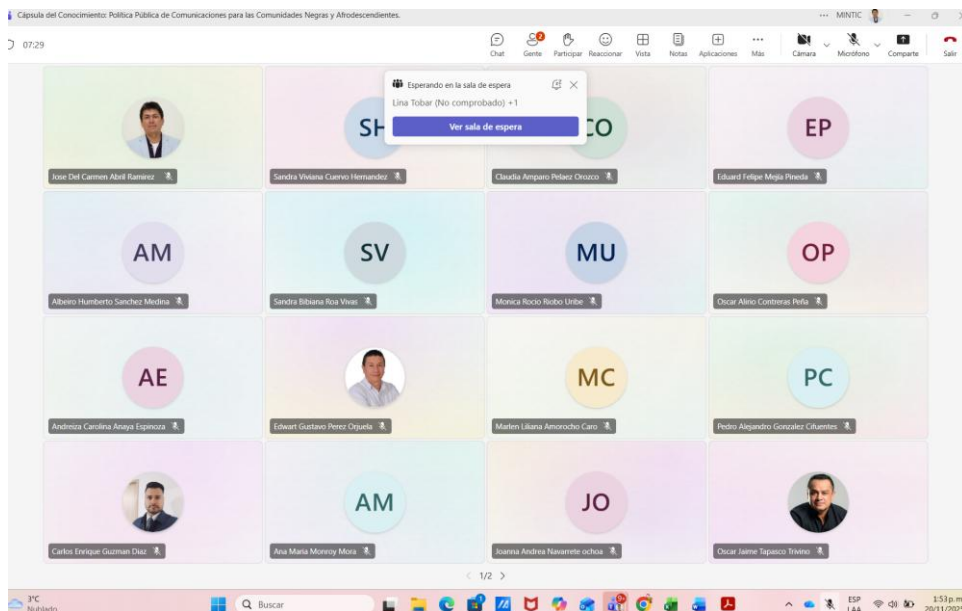 Cápsula del Conocimiento: Política Pública de Comunicaciones para las Comunidades Negras y Afrodescendientes.
MINTIC
07:29
Chat
Gente
2
Participar
Reaccionar
Vista
Notas
Aplicaciones
Más
Cámara
Micrófono
Comparte
Salir
Esperando en la sala de espera
Lina Tobar (No comprobado) +1
Ver sala de espera
Jose Del Carmen Abril Ramirez
SH
Sandra Viviana Cuervo Hernandez
CO
Claudia Amparo Pelaez Orozco
EP
Eduard Felipe Mejia Pineda
AM
Albeiro Humberto Sanchez Medina
SV
Sandra Bibiana Roa Vivas
MU
Monica Rocio Riobo Uribe
OP
Oscar Alirio Contreras Peña
AE
Andreiza Carolina Anaya Espinoza
Edwart Gustavo Perez Orjuela
MC
Marlen Liliana Amorocho Caro
PC
Pedro Alejandro Gonzalez Cifuentes
Carlos Enrique Guzman Diaz
AM
Ana Maria Monroy Mora
JO
Joanna Andrea Navarrete ochoa
Oscar Jaime Tapasco Trivino
1/2
3°C
Nublado
Buscar
ESP
LAA
1:53 p.m.
20/11/202